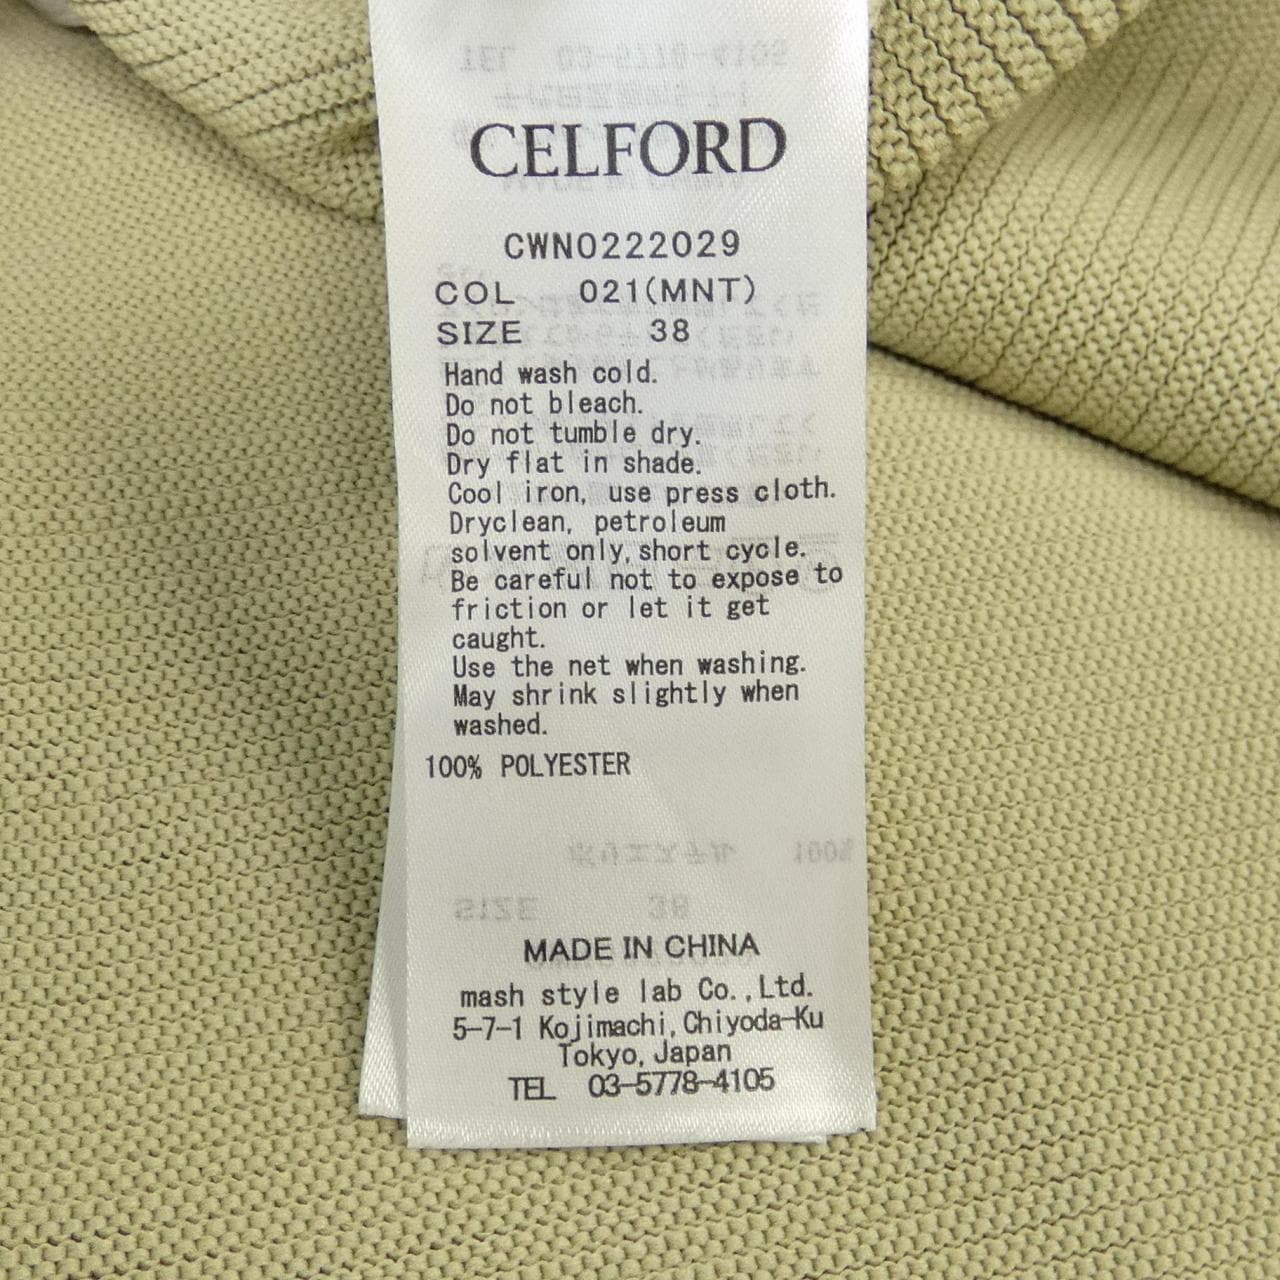 CELFORD
CWNO222029
COL 021(MNT)
SIZE 38
Hand wash cold.
Do not bleach.
Do not tumble dry.
Dry flat in shade.
Cool iron, use press cloth.
Dryclean, petroleum
solvent only, short cycle.
Be careful not to expose to
friction or let it get
caught.
Use the net when washing.
May shrink slightly when
washed.
100% POLYESTER
MADE IN CHINA
mash style lab Co.,Ltd.
5-7-1 Kojimachi, Chiyoda-Ku
Tokyo, Japan
TEL 03-5778-4105